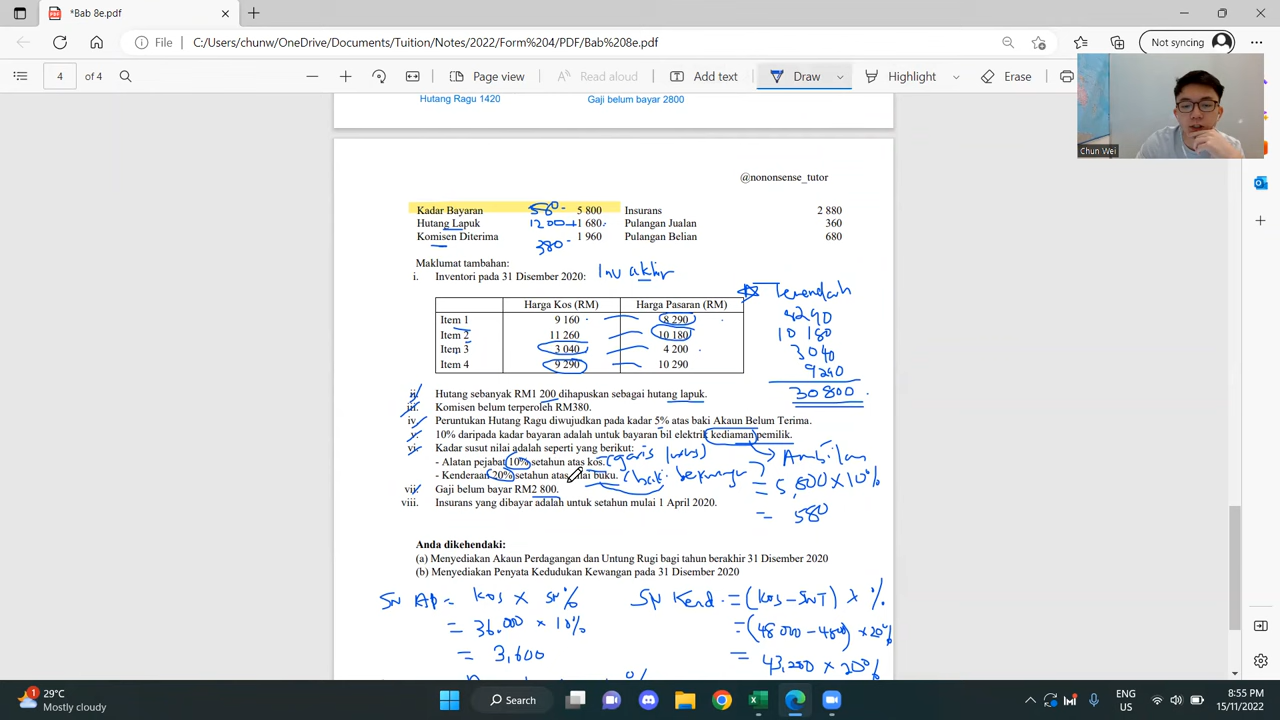 *Bab 8e.pdf
File C:/Users/chunw/OneDrive/Documents/Tuition/Notes/2022/Form%204/PDF/Bab%208e.pdf
Not syncing
4 of 4
Page view
Read aloud
Add text
Draw
Highlight
Erase
Chun Wei
Hutang Ragu 1420 Gaji belum bayar 2800
@nononsense_tutor
Kadar Bayaran 580- 5 800 Insurans 2 880
Hutang Lapuk 1200+ 1 680 Pulangan Jualan 360
Komisen Diterima 380- 1 960 Pulangan Belian 680
Maklumat tambahan:
i. Inventori pada 31 Disember 2020: Inv akhir
Harga Kos (RM) Harga Pasaran (RM)
Item 1 9 160 8 290
Item 2 11 260 10 180
Item 3 3 040 4 200
Item 4 9 290 10 290
Terendah
8290
10 180
3040
9290
30800
ii. Hutang sebanyak RM1 200 dihapuskan sebagai hutang lapuk.
iii. Komisen belum terperoleh RM380.
iv. Peruntukan Hutang Ragu diwujudkan pada kadar 5% atas baki Akaun Belum Terima.
v. 10% daripada kadar bayaran adalah untuk bayaran bil elektrik kediaman pemilik.
vi. Kadar susut nilai adalah seperti yang berikut:
- Alatan pejabat 10% setahun atas kos. (garis lurus)
- Kenderaan 20% setahun atas nilai buku. (baki berkurangan)
vii. Gaji belum bayar RM2 800.
viii. Insurans yang dibayar adalah untuk setahun mulai 1 April 2020.
Ambilan
= 5,800 x 10%
= 580
Anda dikehendaki:
(a) Menyediakan Akaun Perdagangan dan Untung Rugi bagi tahun berakhir 31 Disember 2020
(b) Menyediakan Penyata Kedudukan Kewangan pada 31 Disember 2020
SN AP = Kos x SN%
= 36,000 x 10%
= 3,600
SN Kend = (Kos - SNT) x %
= (48 000 - 4800) x 20%
= 43,200 x 20%
29°C
Mostly cloudy
Search
ENG
US
8:55 PM
15/11/2022